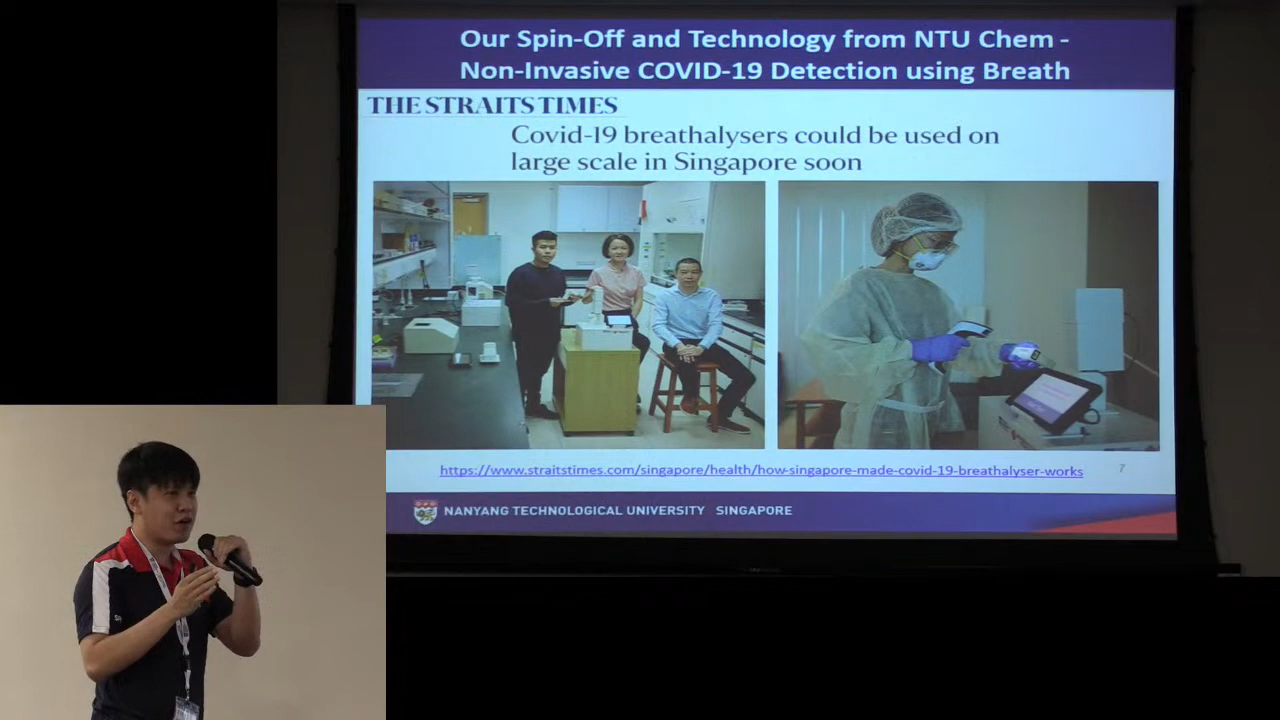 Our Spin-Off and Technology from NTU Chem -
Non-Invasive COVID-19 Detection using Breath
THE STRAITS TIMES
Covid-19 breathalysers could be used on
large scale in Singapore soon
https://www.straitstimes.com/singapore/health/how-singapore-made-covid-19-breathalyser-works
7
NANYANG TECHNOLOGICAL UNIVERSITY SINGAPORE